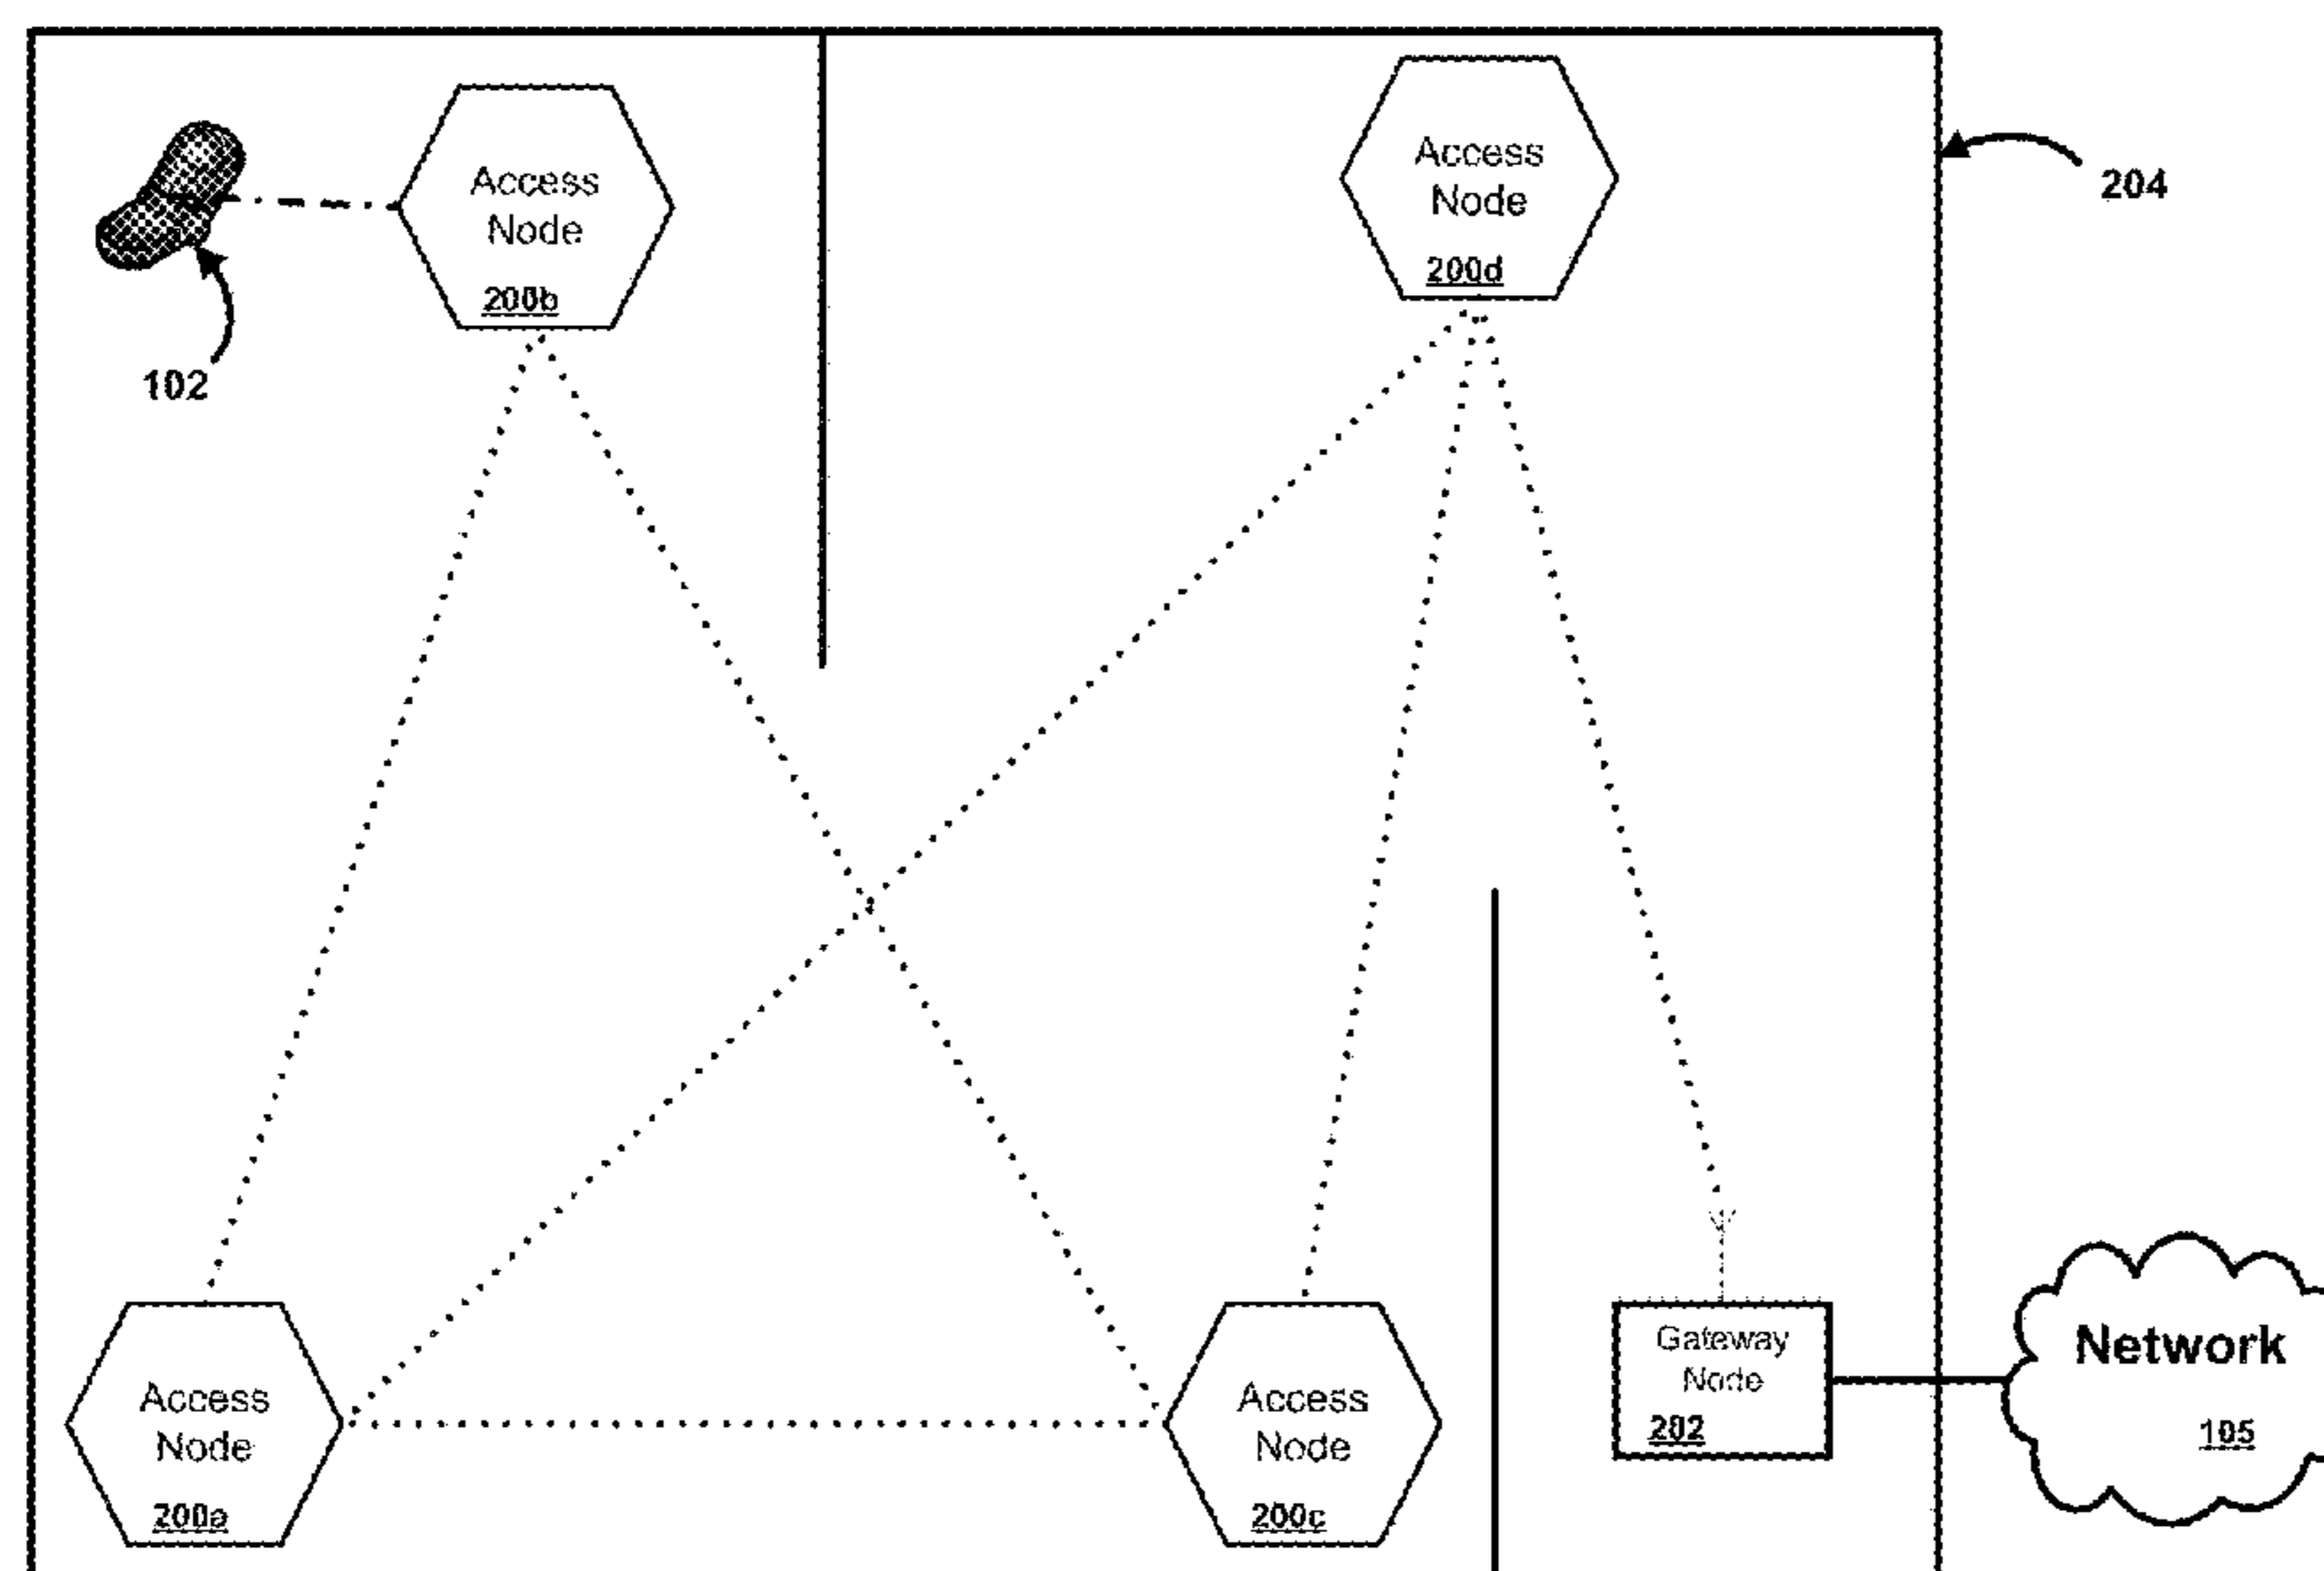 Access
Node
200b
Access
Node
200d
204
102
Access
Node
200a
Access
Node
200c
Gateway
Node
202
Network
105